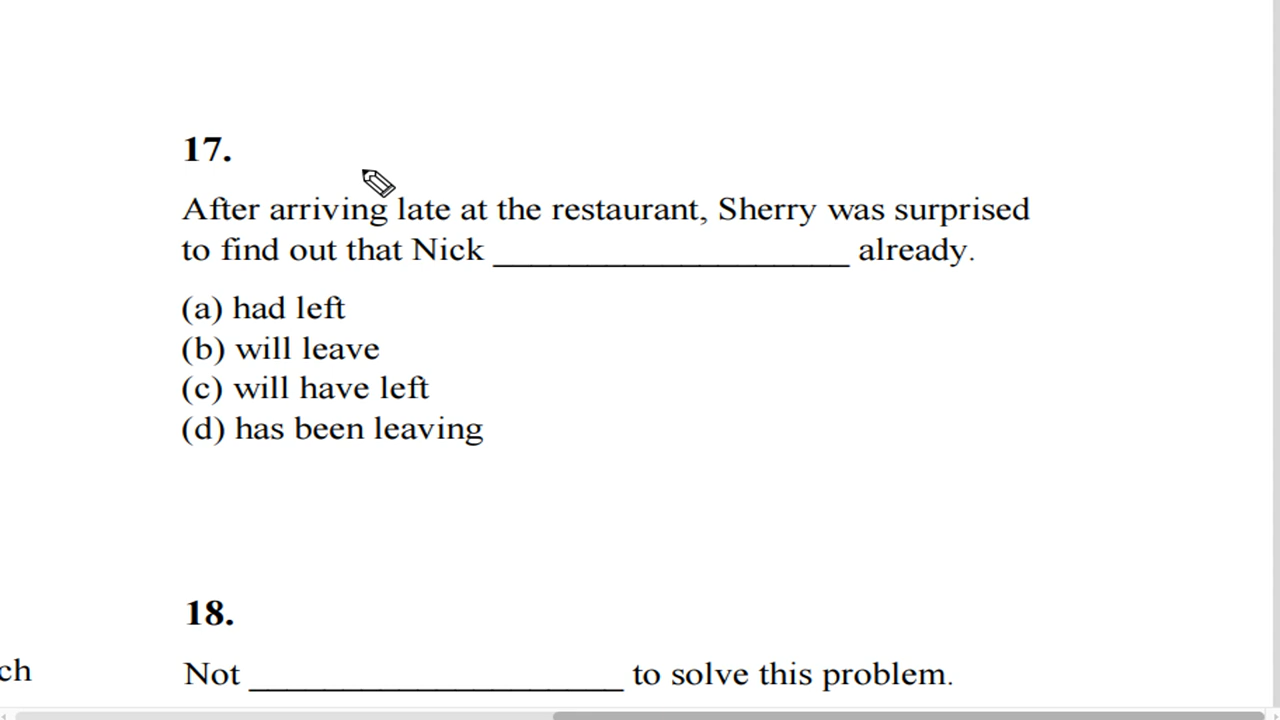 17.
After arriving late at the restaurant, Sherry was surprised
to find out that Nick ___________________ already.
(a) had left
(b) will leave
(c) will have left
(d) has been leaving
18.
ch
Not ____________________ to solve this problem.